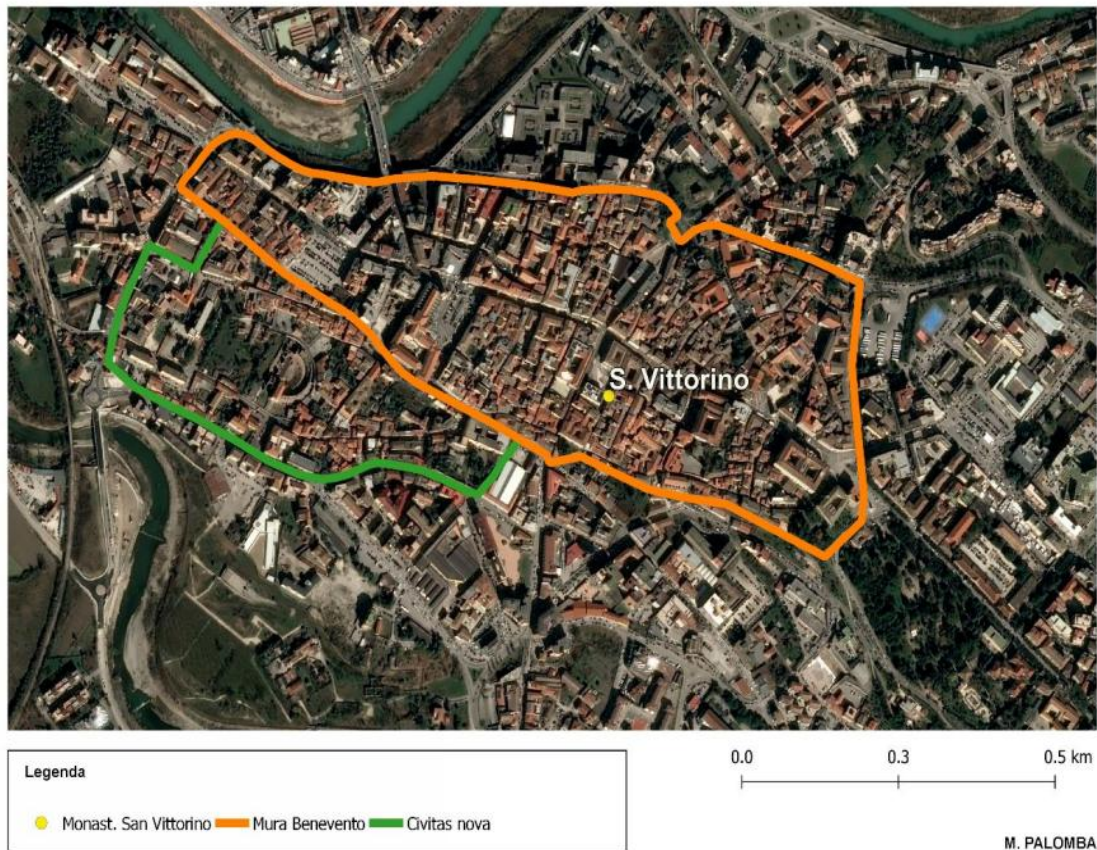 S. Vittorino
Legenda
Monast. San Vittorino Mura Benevento Civitas nova
0.0 0.3 0.5 km
M. PALOMBA